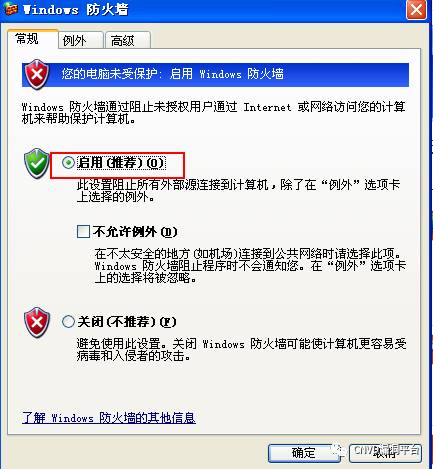 Windows 防火墙
常规
例外
高级
您的电脑未受保护: 启用 Windows 防火墙
Windows 防火墙通过阻止未授权用户通过 Internet 或网络访问您的计算
机来帮助保护计算机。
启用(推荐)(O)
此设置阻止所有外部源连接到计算机，除了在“例外”选项卡
上选择的例外。
不允许例外(D)
在不太安全的地方(如机场)连接到公共网络时请选择此项。
Windows 防火墙阻止程序时不会通知您。在“例外”选项卡
上的选择将被忽略。
关闭(不推荐)(F)
避免使用此设置。关闭 Windows 防火墙可能使计算机更容易受
病毒和入侵者的攻击。
了解 Windows 防火墙的其他信息
确定
取消
CNVD漏洞平台